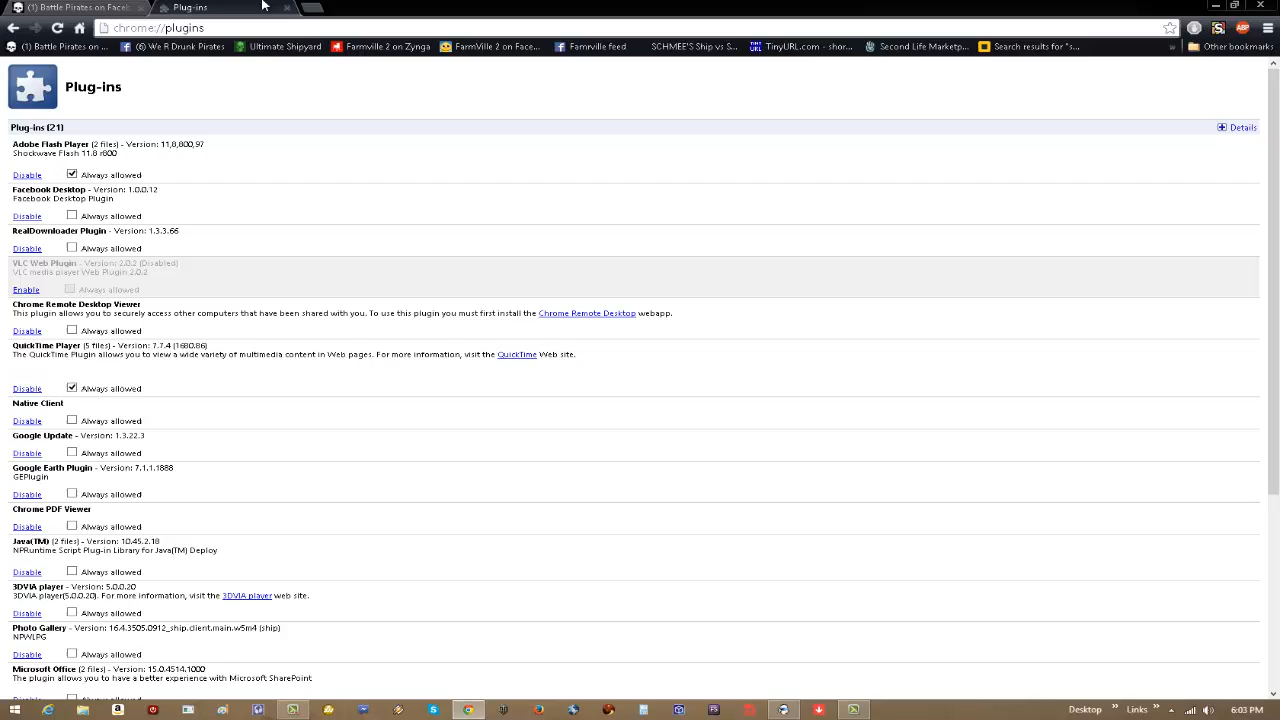 (1) Battle Pirates on Faceb
Plug-ins
chrome://plugins
(1) Battle Pirates on ...
We R Drunk Pirates
Ultimate Shipyard
Farmville 2 on Zynga
FarmVille 2 on Face...
Famrville feed
SCHMEE'S Ship vs S...
TinyURL.com - shor...
Second Life Marketp...
Search results for "s...
Other bookmarks
Plug-ins
Plug-ins (21)
Details
Adobe Flash Player (2 files) - Version: 11,8,800,97
Shockwave Flash 11.8 r800
Disable Always allowed
Facebook Desktop - Version: 1.0.0.12
Facebook Desktop Plugin
Disable Always allowed
RealDownloader Plugin - Version: 1.3.3.66
Disable Always allowed
VLC Web Plugin - Version: 2.0.2 (Disabled)
VLC media player Web Plugin 2.0.2
Enable Always allowed
Chrome Remote Desktop Viewer
This plugin allows you to securely access other computers that have been shared with you. To use this plugin you must first install the Chrome Remote Desktop webapp.
Disable Always allowed
QuickTime Player (5 files) - Version: 7.7.4 (1680.86)
The QuickTime Plugin allows you to view a wide variety of multimedia content in Web pages. For more information, visit the QuickTime Web site.
Disable Always allowed
Native Client
Disable Always allowed
Google Update - Version: 1.3.22.3
Disable Always allowed
Google Earth Plugin - Version: 7.1.1.1888
GEPlugin
Disable Always allowed
Chrome PDF Viewer
Disable Always allowed
Java(TM) (2 files) - Version: 10.45.2.18
NPRuntime Script Plug-in Library for Java(TM) Deploy
Disable Always allowed
3DVIA player - Version: 5.0.0.20
3DVIA player(5.0.0.20). For more information, visit the 3DVIA player web site.
Disable Always allowed
Photo Gallery - Version: 16.4.3505.0912_ship.client.main.w5m4 (ship)
NPWLPG
Disable Always allowed
Microsoft Office (2 files) - Version: 15.0.4514.1000
The plugin allows you to have a better experience with Microsoft SharePoint
Desktop
Links
6:03 PM